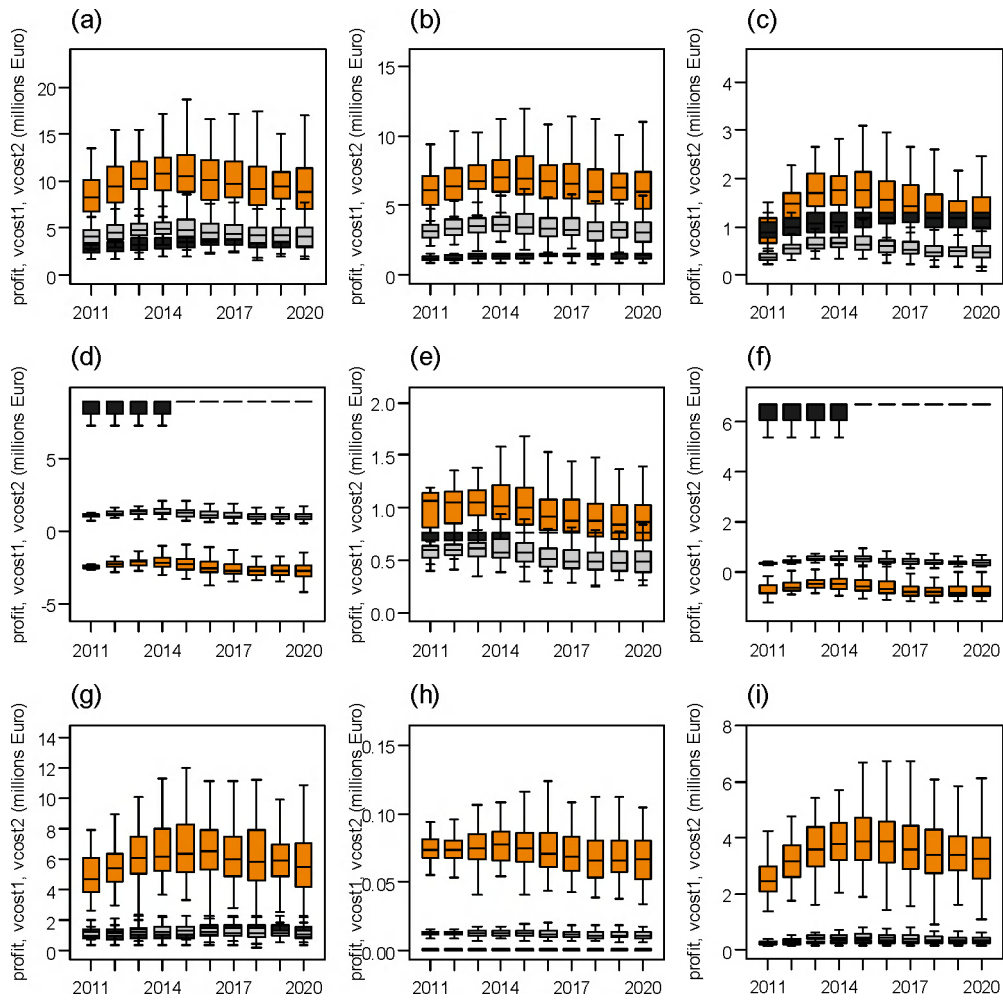 (a) (b) (c)
profit, vcost1, vcost2 (millions Euro)
20
15
10
5
0
2011 2014 2017 2020
profit, vcost1, vcost2 (millions Euro)
15
10
5
0
2011 2014 2017 2020
profit, vcost1, vcost2 (millions Euro)
4
3
2
1
0
2011 2014 2017 2020
(d) (e) (f)
profit, vcost1, vcost2 (millions Euro)
5
0
-5
2011 2014 2017 2020
profit, vcost1, vcost2 (millions Euro)
2.0
1.5
1.0
0.5
0.0
2011 2014 2017 2020
profit, vcost1, vcost2 (millions Euro)
6
4
2
0
2011 2014 2017 2020
(g) (h) (i)
profit, vcost1, vcost2 (millions Euro)
14
12
10
8
6
4
2
0
2011 2014 2017 2020
profit, vcost1, vcost2 (millions Euro)
0.15
0.10
0.05
0.00
2011 2014 2017 2020
profit, vcost1, vcost2 (millions Euro)
8
6
4
2
0
2011 2014 2017 2020